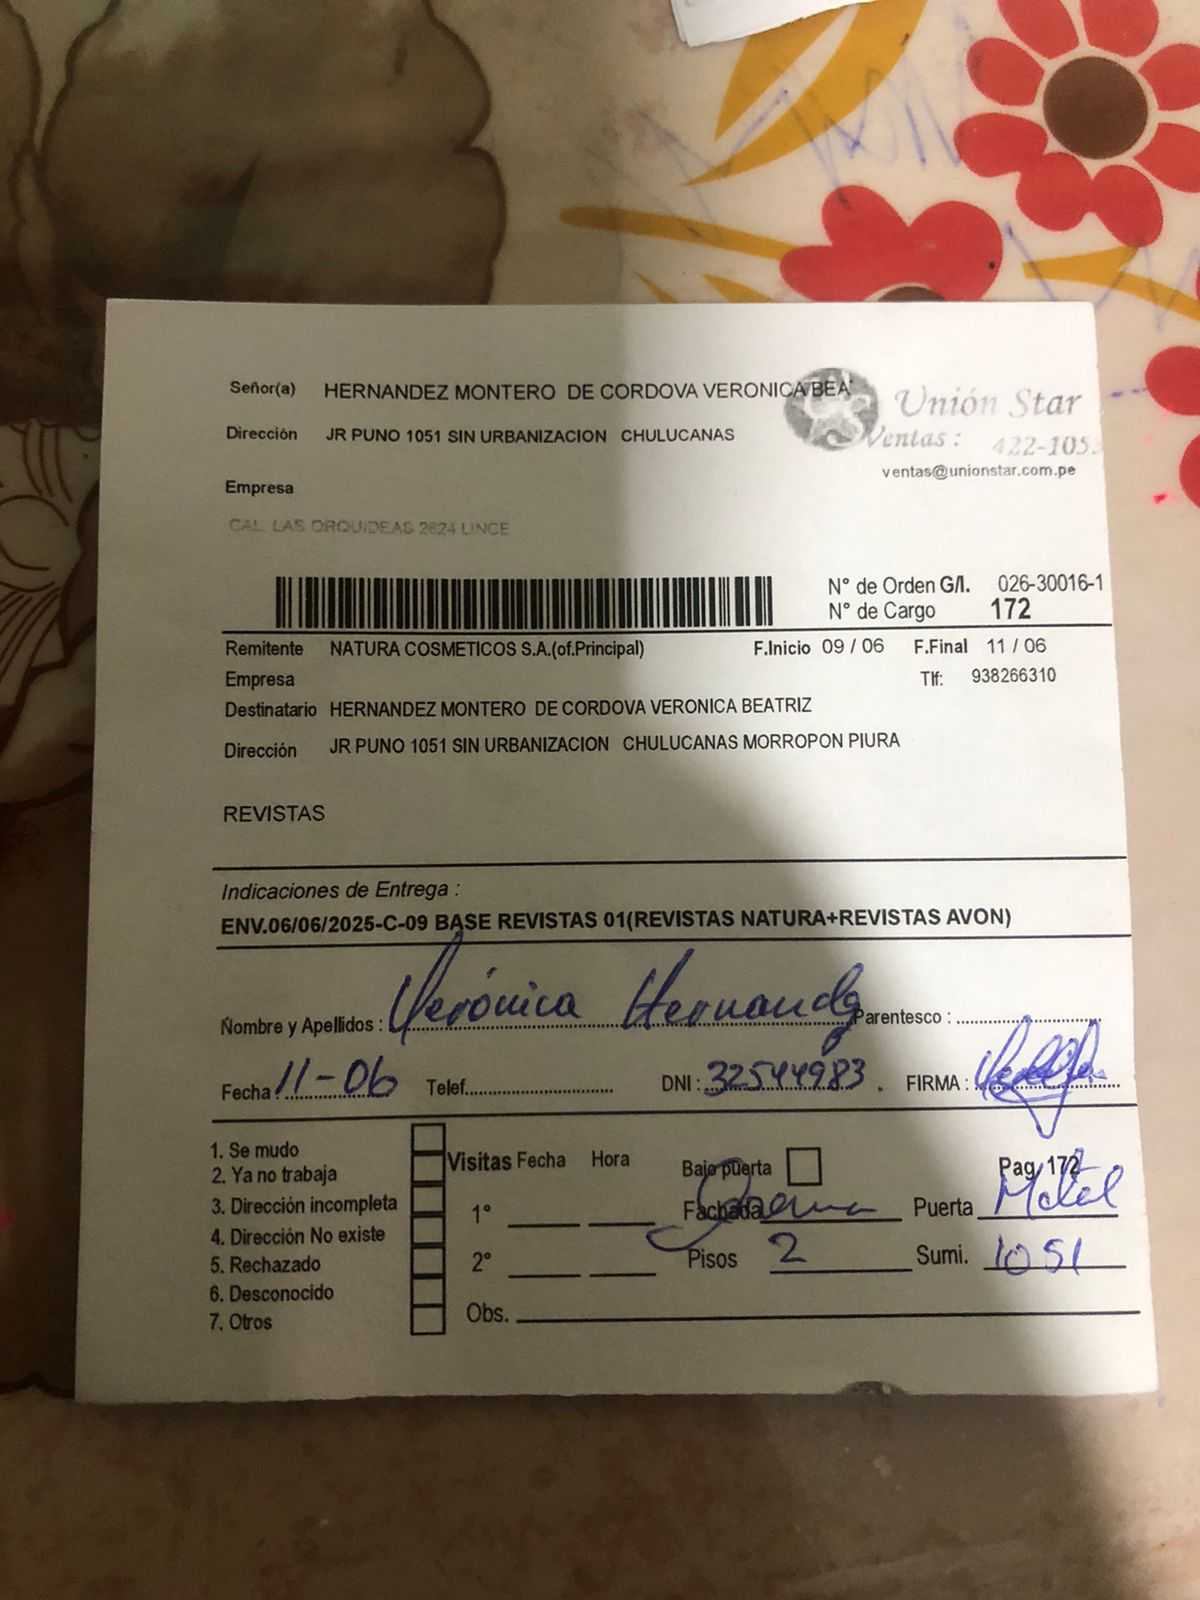 Señor(a) HERNANDEZ MONTERO DE CORDOVA VERONICA BEA
Unión Star
Dirección JR PUNO 1051 SIN URBANIZACION CHULUCANAS
Ventas : 422-105
ventas@unionstar.com.pe
Empresa
CAL. LAS ORQUIDEAS 2624 LINCE
N° de Orden G/I. 026-30016-1
N° de Cargo 172
Remitente NATURA COSMETICOS S.A.(of.Principal) F.Inicio 09 / 06 F.Final 11 / 06
Empresa Tlf: 938266310
Destinatario HERNANDEZ MONTERO DE CORDOVA VERONICA BEATRIZ
Dirección JR PUNO 1051 SIN URBANIZACION CHULUCANAS MORROPON PIURA
REVISTAS
Indicaciones de Entrega :
ENV.06/06/2025-C-09 BASE REVISTAS 01(REVISTAS NATURA+REVISTAS AVON)
Nombre y Apellidos : Verónica Hernandez Parentesco :
Fecha : 11-06 Telef. DNI : 32544983 . FIRMA :
1. Se mudo
2. Ya no trabaja
3. Dirección incompleta
4. Dirección No existe
5. Rechazado
6. Desconocido
7. Otros
Visitas Fecha Hora
1°
2°
Obs.
Bajo puerta Pag. 172
Fachada Puerta Metal
Pisos 2 Sumi. 1051